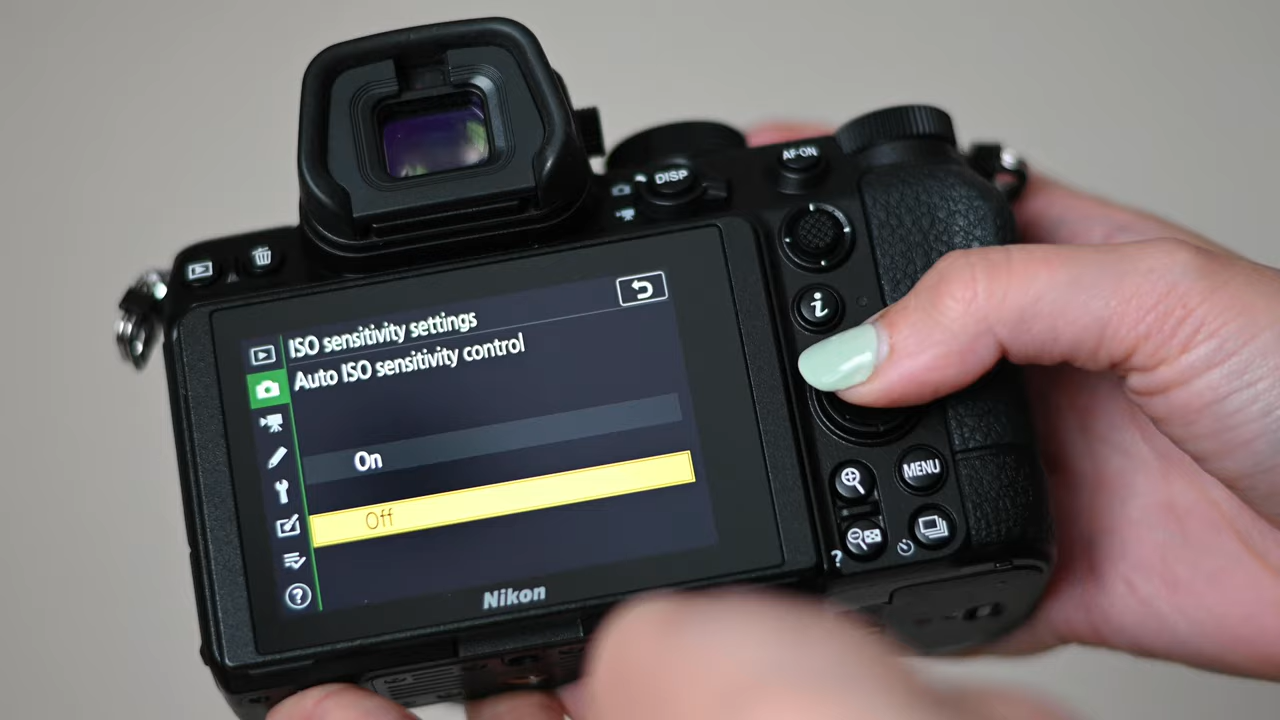 AF-ON
DISP
i
ISO sensitivity settings
Auto ISO sensitivity control
On
Off
?
MENU
?
Nikon